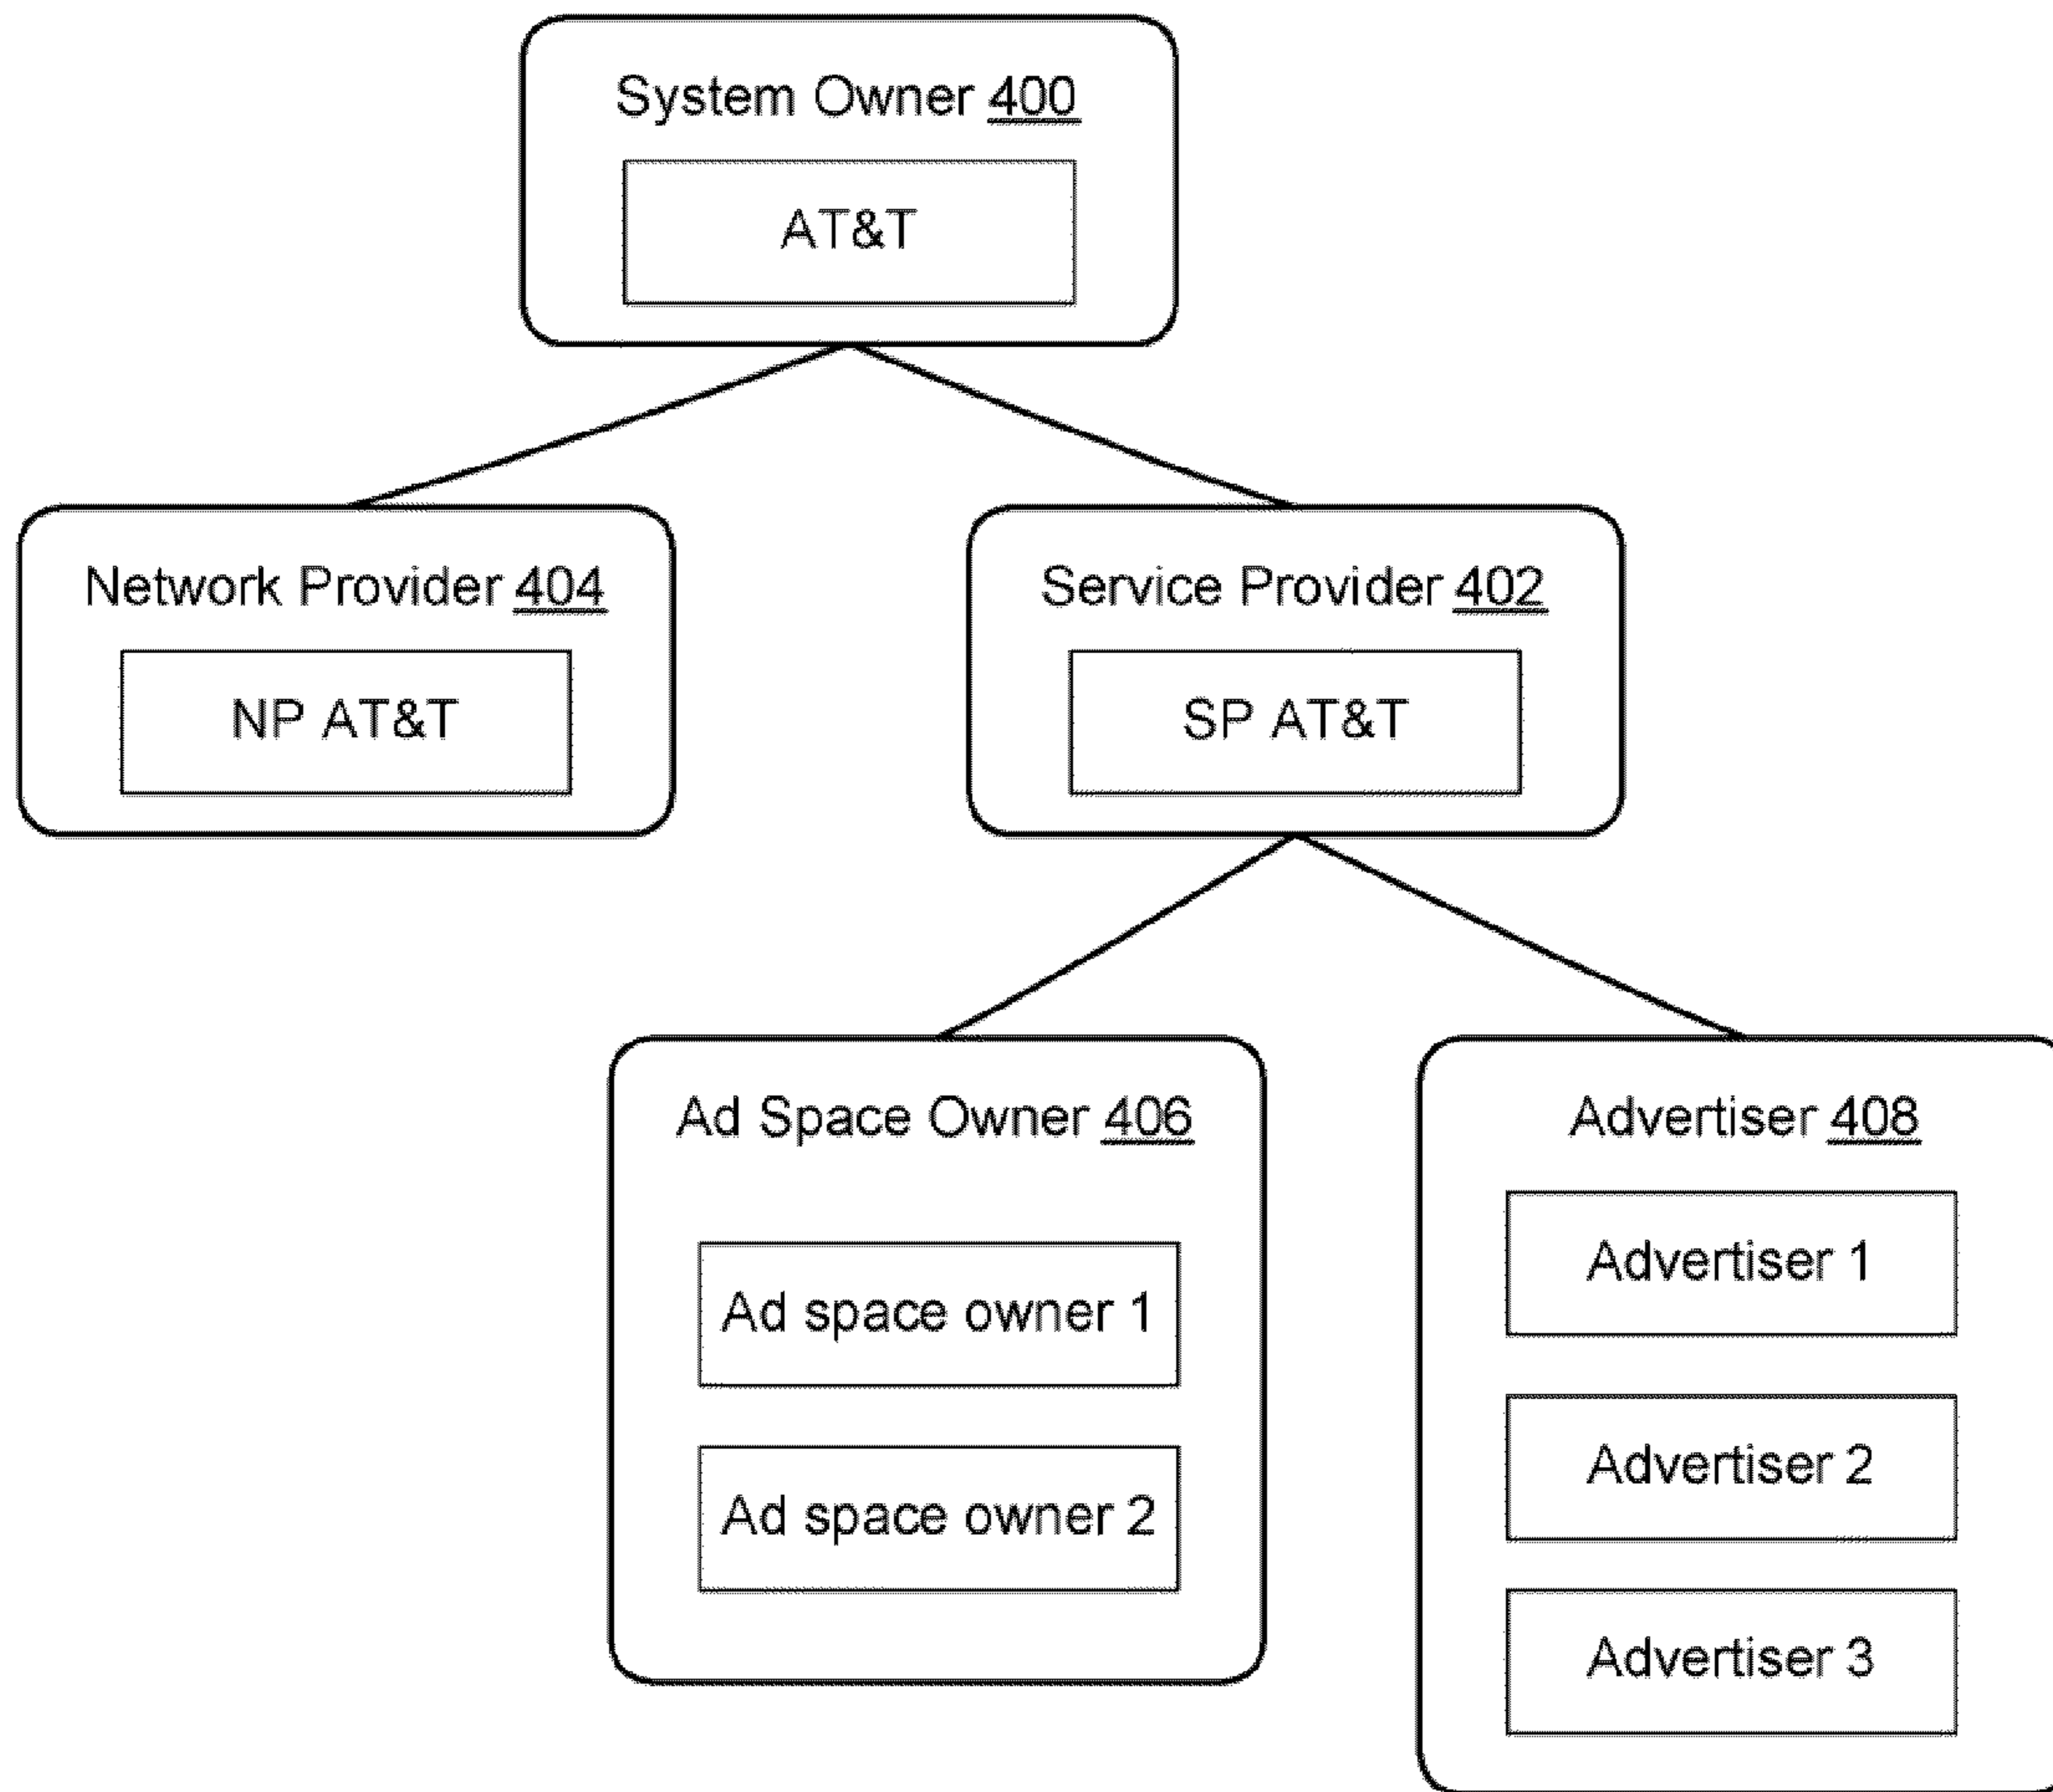 System Owner 400
AT&T
Network Provider 404
NP AT&T
Service Provider 402
SP AT&T
Ad Space Owner 406
Ad space owner 1
Ad space owner 2
Advertiser 408
Advertiser 1
Advertiser 2
Advertiser 3